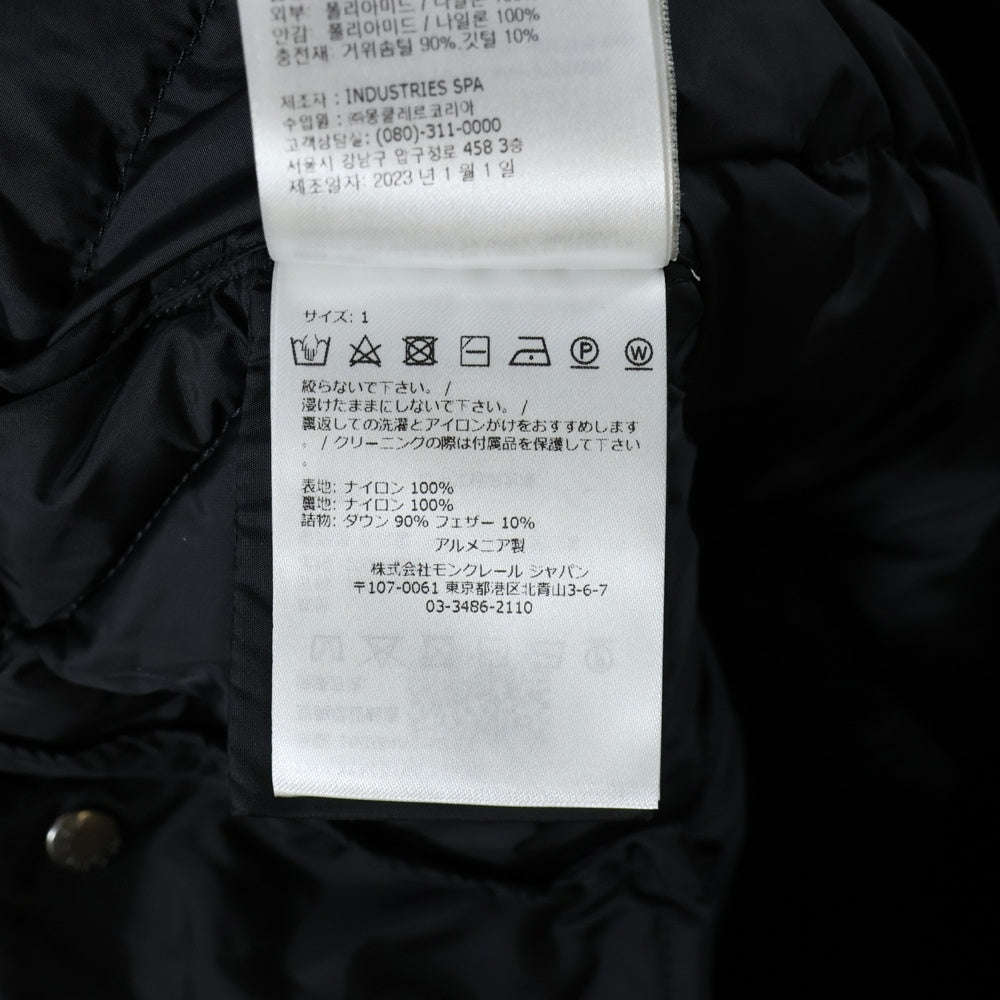 외부: 폴리아미드 / 나일론 100%
안감: 폴리아미드 / 나일론 100%
충전재: 거위솜털 90%.깃털 10%
제조자 : INDUSTRIES SPA
수입원 : ㈜몽클레르코리아
고객상담실: (080)-311-0000
서울시 강남구 압구정로 458 3층
제조일자: 2023 년 1 월 1 일
サイズ: 1
P
W
絞らないで下さい。 /
浸けたままにしないで下さい。 /
裏返しての洗濯とアイロンがけをおすすめします
。 / クリーニングの際は付属品を保護して下さい
。
表地: ナイロン 100%
裏地: ナイロン 100%
詰物: ダウン 90% フェザー 10%
アルメニア製
株式会社モンクレール ジャパン
〒107-0061 東京都港区北青山3-6-7
03-3486-2110